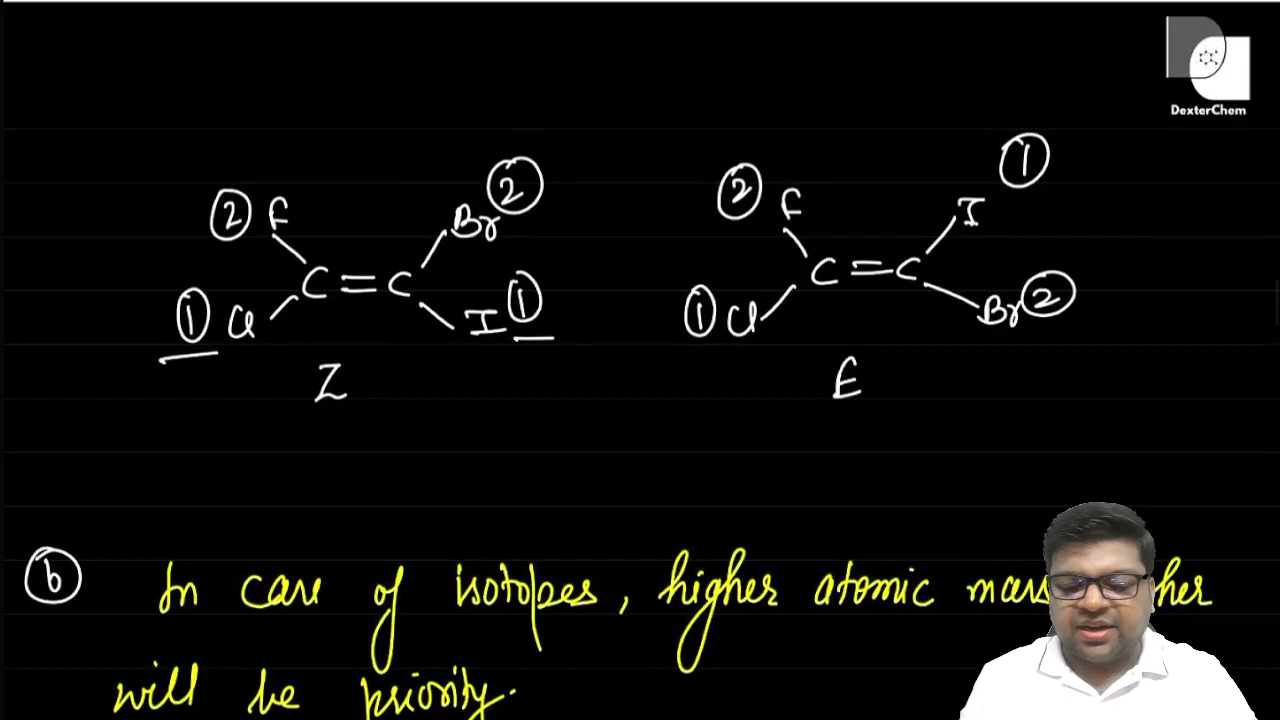 DexterChem
① 
② F Br ② ② F I
C = C C = C
① Cl I ① ① Cl Br ②
Z E
ⓑ In case of isotopes, higher atomic mass her
will be priority.